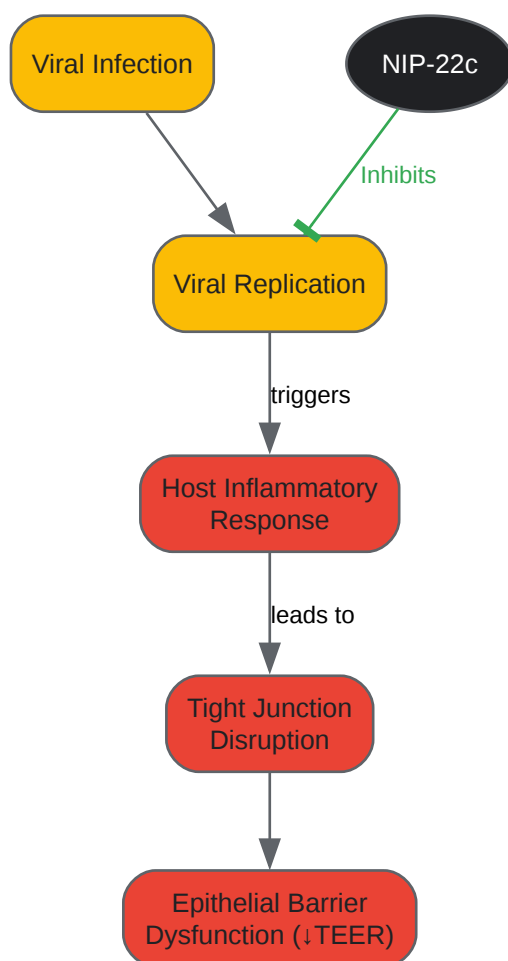 Viral Infection
NIP-22c
Inhibits
Viral Replication
triggers
Host Inflammatory
Response
leads to
Tight Junction
Disruption
Epithelial Barrier
Dysfunction (↓TEER)